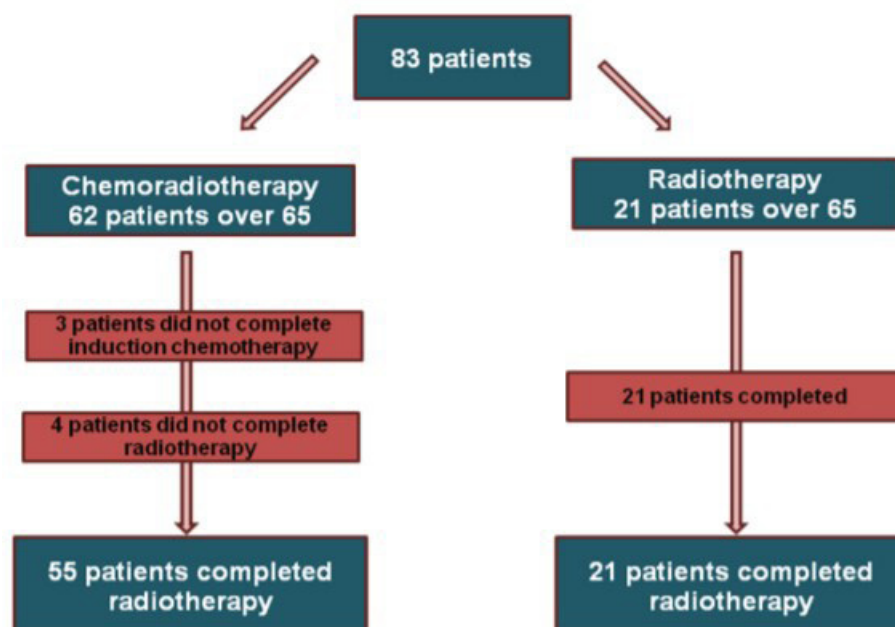 83 patients
Chemoradiotherapy
62 patients over 65
Radiotherapy
21 patients over 65
3 patients did not complete
induction chemotherapy
21 patients completed
4 patients did not complete
radiotherapy
55 patients completed
radiotherapy
21 patients completed
radiotherapy